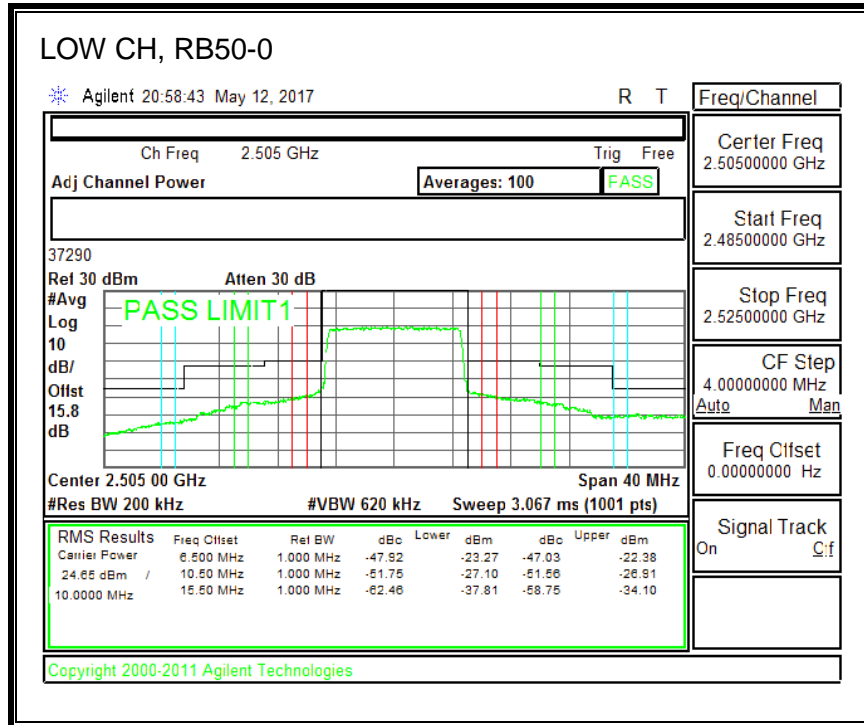 LOW CH, RB50-0
Agilent 20:58:43 May 12, 2017 R T
Freq/Channel
Ch Freq 2.505 GHz Trig Free
Adj Channel Power Averages: 100 PASS
37290
Ref 30 dBm Atten 30 dB
#Avg
Log
10
dB/
Offst
15.8
dB
PASS LIMIT1
Center 2.505 00 GHz Span 40 MHz
#Res BW 200 kHz #VBW 620 kHz Sweep 3.067 ms (1001 pts)
RMS Results Freq Offset Ref BW dBc Lower dBm dBc Upper dBm
Carrier Power 6.500 MHz 1.000 MHz -47.92 -23.27 -47.03 -22.38
24.65 dBm / 10.50 MHz 1.000 MHz -51.75 -27.10 -51.56 -26.91
10.0000 MHz 15.50 MHz 1.000 MHz -62.46 -37.81 -58.75 -34.10
Copyright 2000-2011 Agilent Technologies
Center Freq
2.50500000 GHz
Start Freq
2.48500000 GHz
Stop Freq
2.52500000 GHz
CF Step
4.00000000 MHz
Auto Man
Freq Offset
0.00000000 Hz
Signal Track
On Off